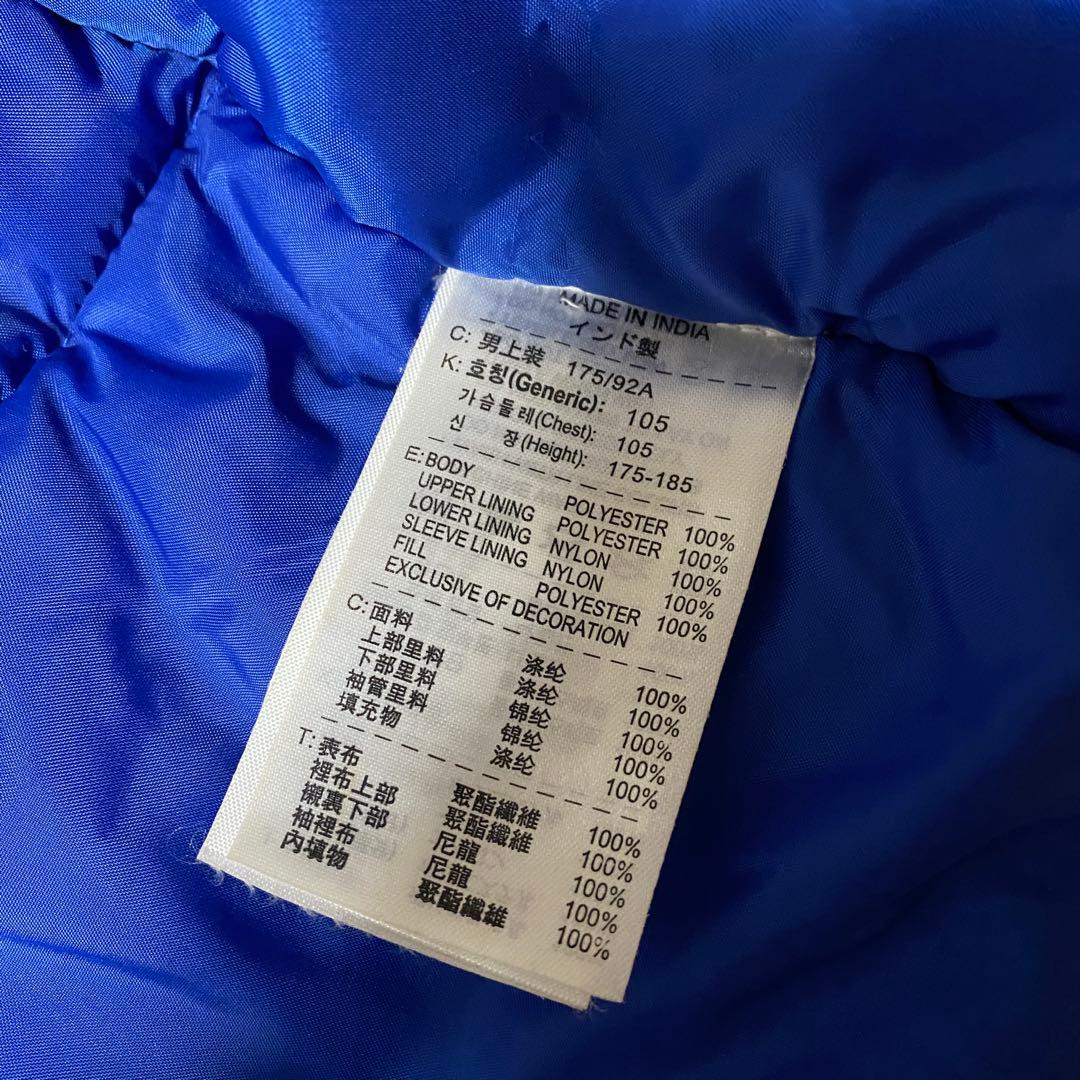 MADE IN INDIA
インド製
C: 男上装 175/92A
K: 호칭(Generic): 105
가슴둘레(Chest): 105
신 장(Height): 175-185
E: BODY POLYESTER 100%
UPPER LINING POLYESTER 100%
LOWER LINING NYLON 100%
SLEEVE LINING NYLON 100%
FILL POLYESTER 100%
EXCLUSIVE OF DECORATION
C: 面料 涤纶 100%
上部里料 涤纶 100%
下部里料 锦纶 100%
袖管里料 锦纶 100%
填充物 涤纶 100%
T: 表布 聚酯纖維 100%
裡布上部 聚酯纖維 100%
襯裏下部 尼龍 100%
袖裡布 尼龍 100%
內填物 聚酯纖維 100%